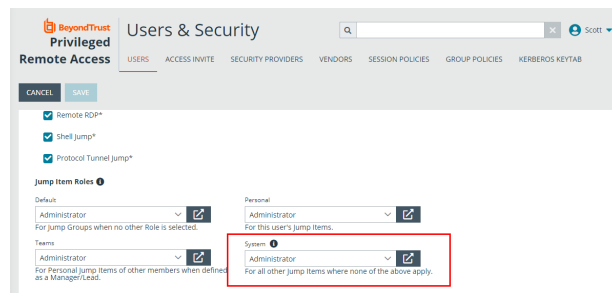 BeyondTrust
Privileged
Remote Access
Users & Security
Scott
USERS ACCESS INVITE SECURITY PROVIDERS VENDORS SESSION POLICIES GROUP POLICIES KERBEROS KEYTAB
CANCEL SAVE
Remote RDP*
Shell Jump*
Protocol Tunnel Jump*
Jump Item Roles
Default
Administrator
For Jump Groups when no other Role is selected.
Personal
Administrator
For this user's Jump Items.
Teams
Administrator
For Personal Jump Items of other members when defined
as a Manager/Lead.
System
Administrator
For all other Jump Items where none of the above apply.